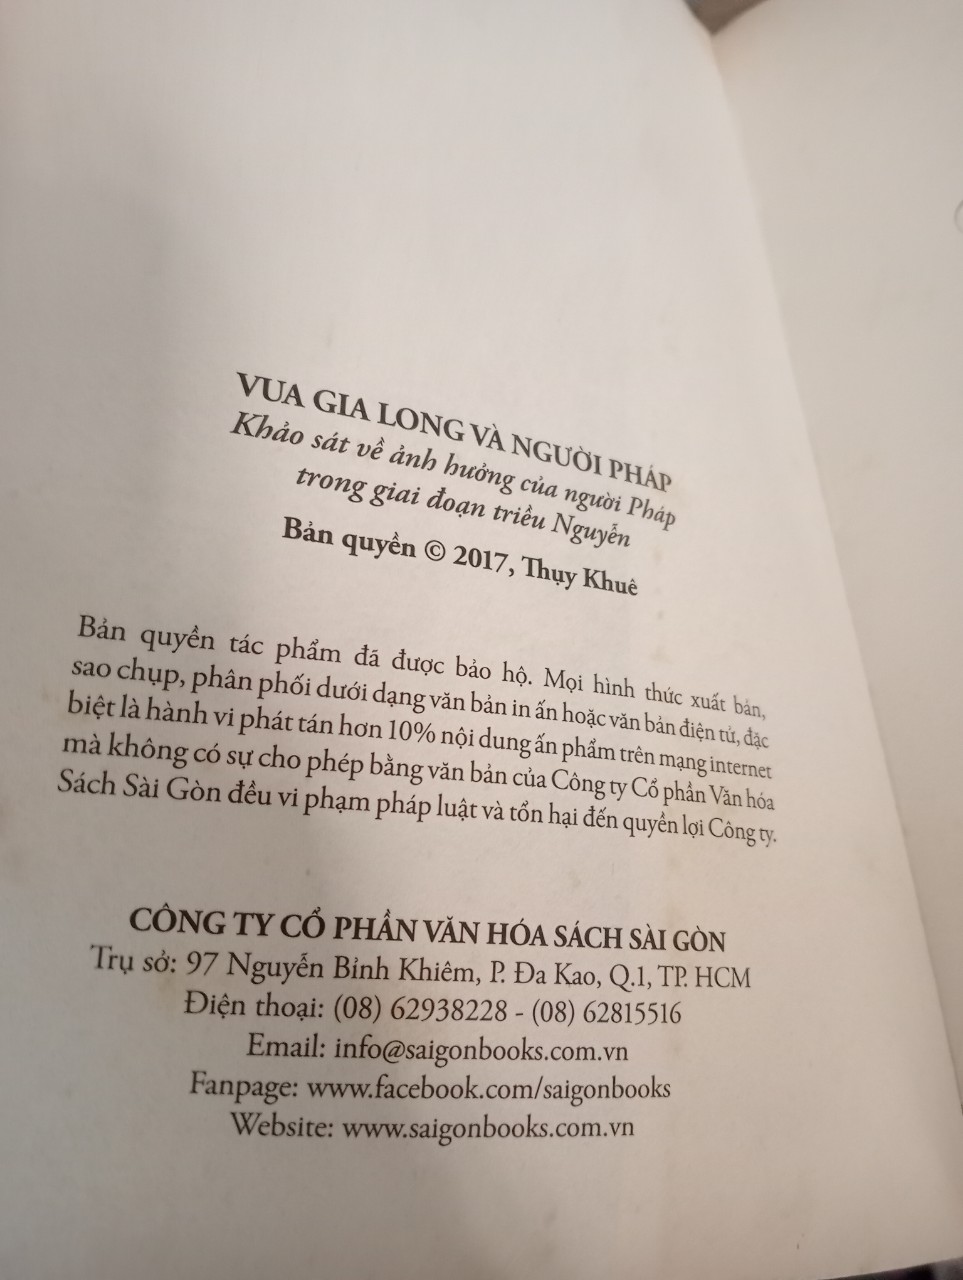 VUA GIA LONG VÀ NGƯỜI PHÁP
Khảo sát về ảnh hưởng của người Pháp
trong giai đoạn triều Nguyễn
Bản quyền © 2017, Thụy Khuê
Bản quyền tác phẩm đã được bảo hộ. Mọi hình thức xuất bản,
sao chụp, phân phối dưới dạng văn bản in ấn hoặc văn bản điện tử, đặc
biệt là hành vi phát tán hơn 10% nội dung ấn phẩm trên mạng internet
mà không có sự cho phép bằng văn bản của Công ty Cổ phần Văn hóa
Sách Sài Gòn đều vi phạm pháp luật và tổn hại đến quyền lợi Công ty.
CÔNG TY CỔ PHẦN VĂN HÓA SÁCH SÀI GÒN
Trụ sở: 97 Nguyễn Bỉnh Khiêm, P. Đa Kao, Q.1, TP. HCM
Điện thoại: (08) 62938228 - (08) 62815516
Email: info@saigonbooks.com.vn
Fanpage: www.facebook.com/saigonbooks
Website: www.saigonbooks.com.vn